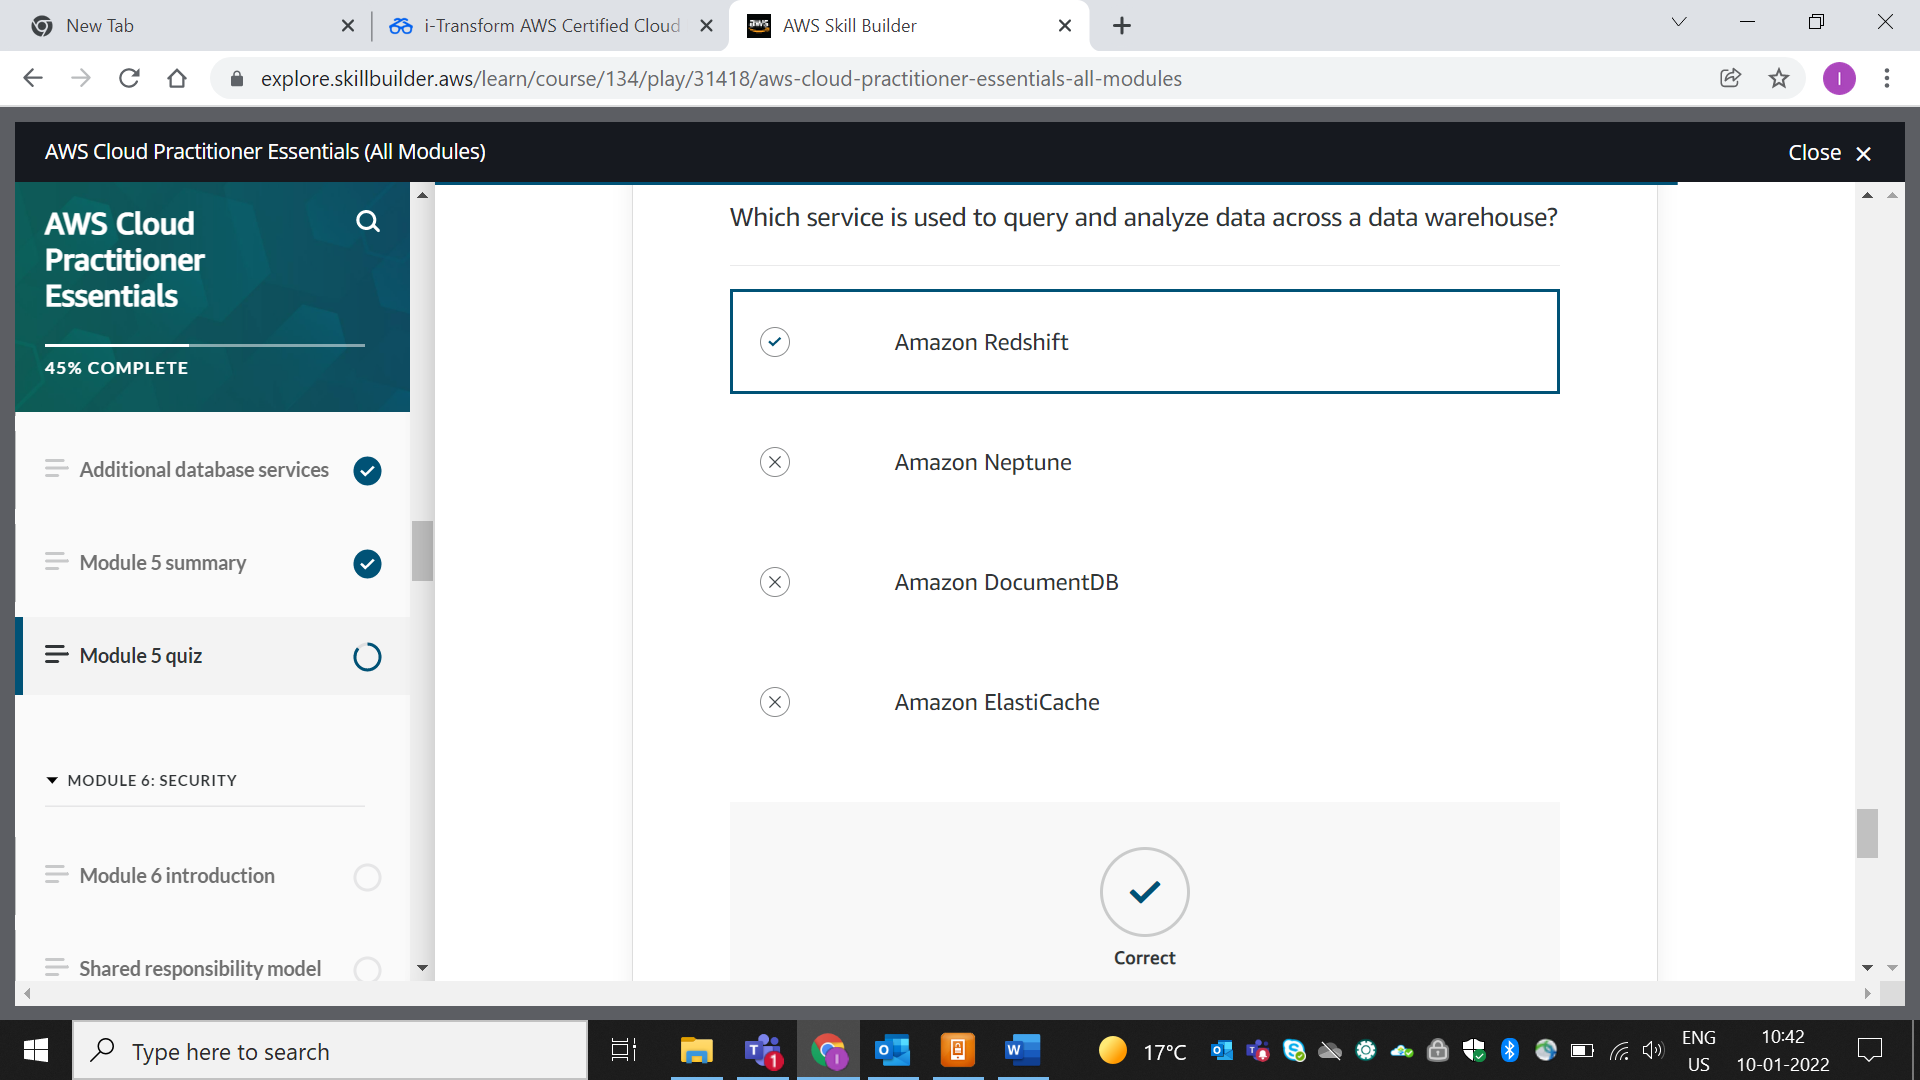 New Tab
i-Transform AWS Certified Cloud
aws
AWS Skill Builder
explore.skillbuilder.aws/learn/course/134/play/31418/aws-cloud-practitioner-essentials-all-modules
I
AWS Cloud Practitioner Essentials (All Modules)
Close
AWS Cloud
Practitioner
Essentials
45% COMPLETE
Additional database services
Module 5 summary
Module 5 quiz
MODULE 6: SECURITY
Module 6 introduction
Shared responsibility model
Which service is used to query and analyze data across a data warehouse?
Amazon Redshift
Amazon Neptune
Amazon DocumentDB
Amazon ElastiCache
Correct
Type here to search
T
1
I
O
W
17°C
ENG
US
10:42
10-01-2022